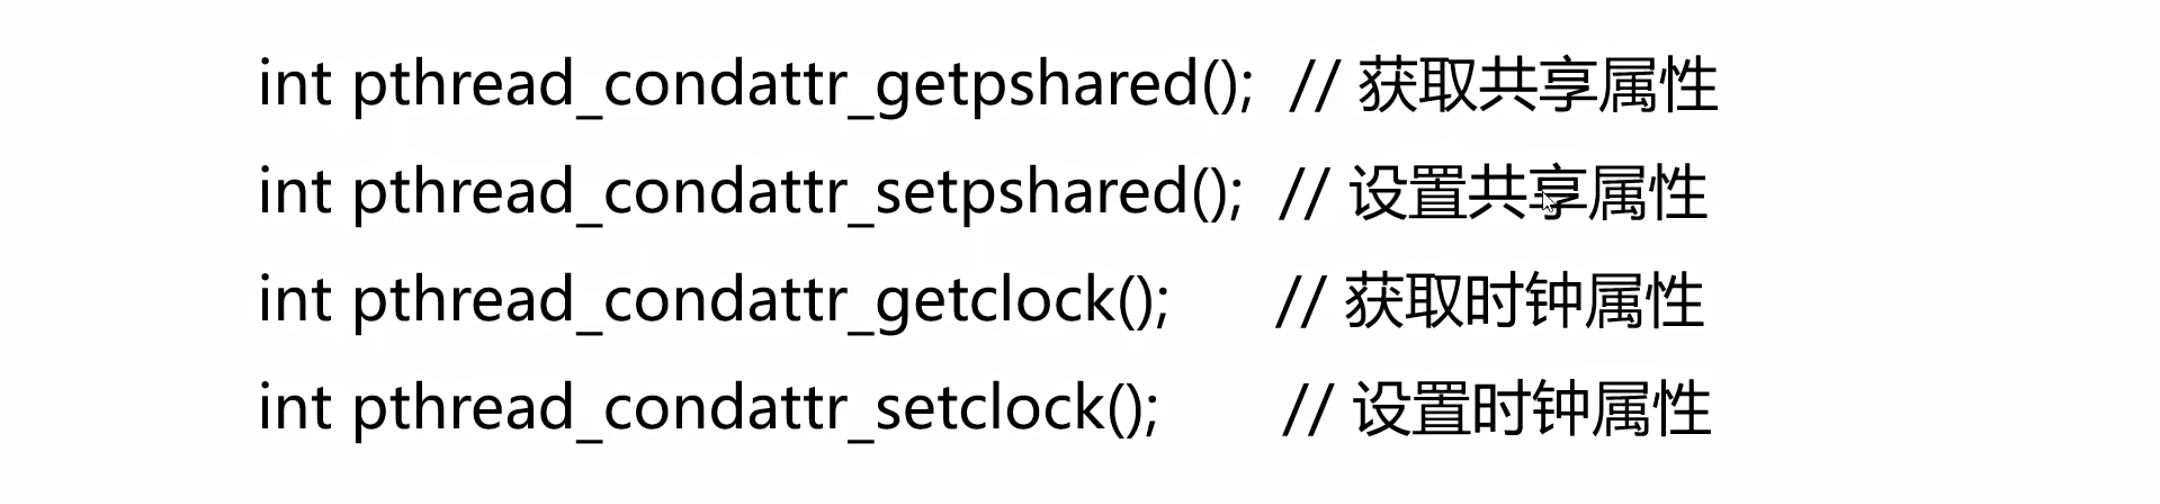 int pthread_condattr_getpshared(); // 获取共享属性
int pthread_condattr_setpshared(); // 设置共享属性
int pthread_condattr_getclock(); // 获取时钟属性
int pthread_condattr_setclock(); // 设置时钟属性